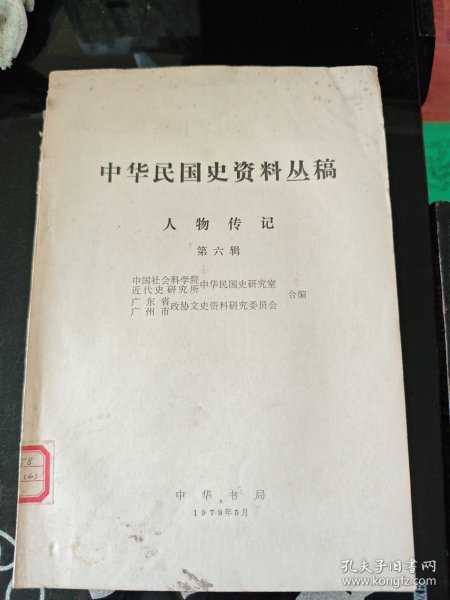 中华民国史资料丛稿
人物传记
第六辑
中国社会科学院
近代史研究所
中华民国史研究室
广东省
广州市
政协文史资料研究委员会
合编
58
(6)
中华书局
1979年5月
孔夫子旧书网
www.kongfz.com